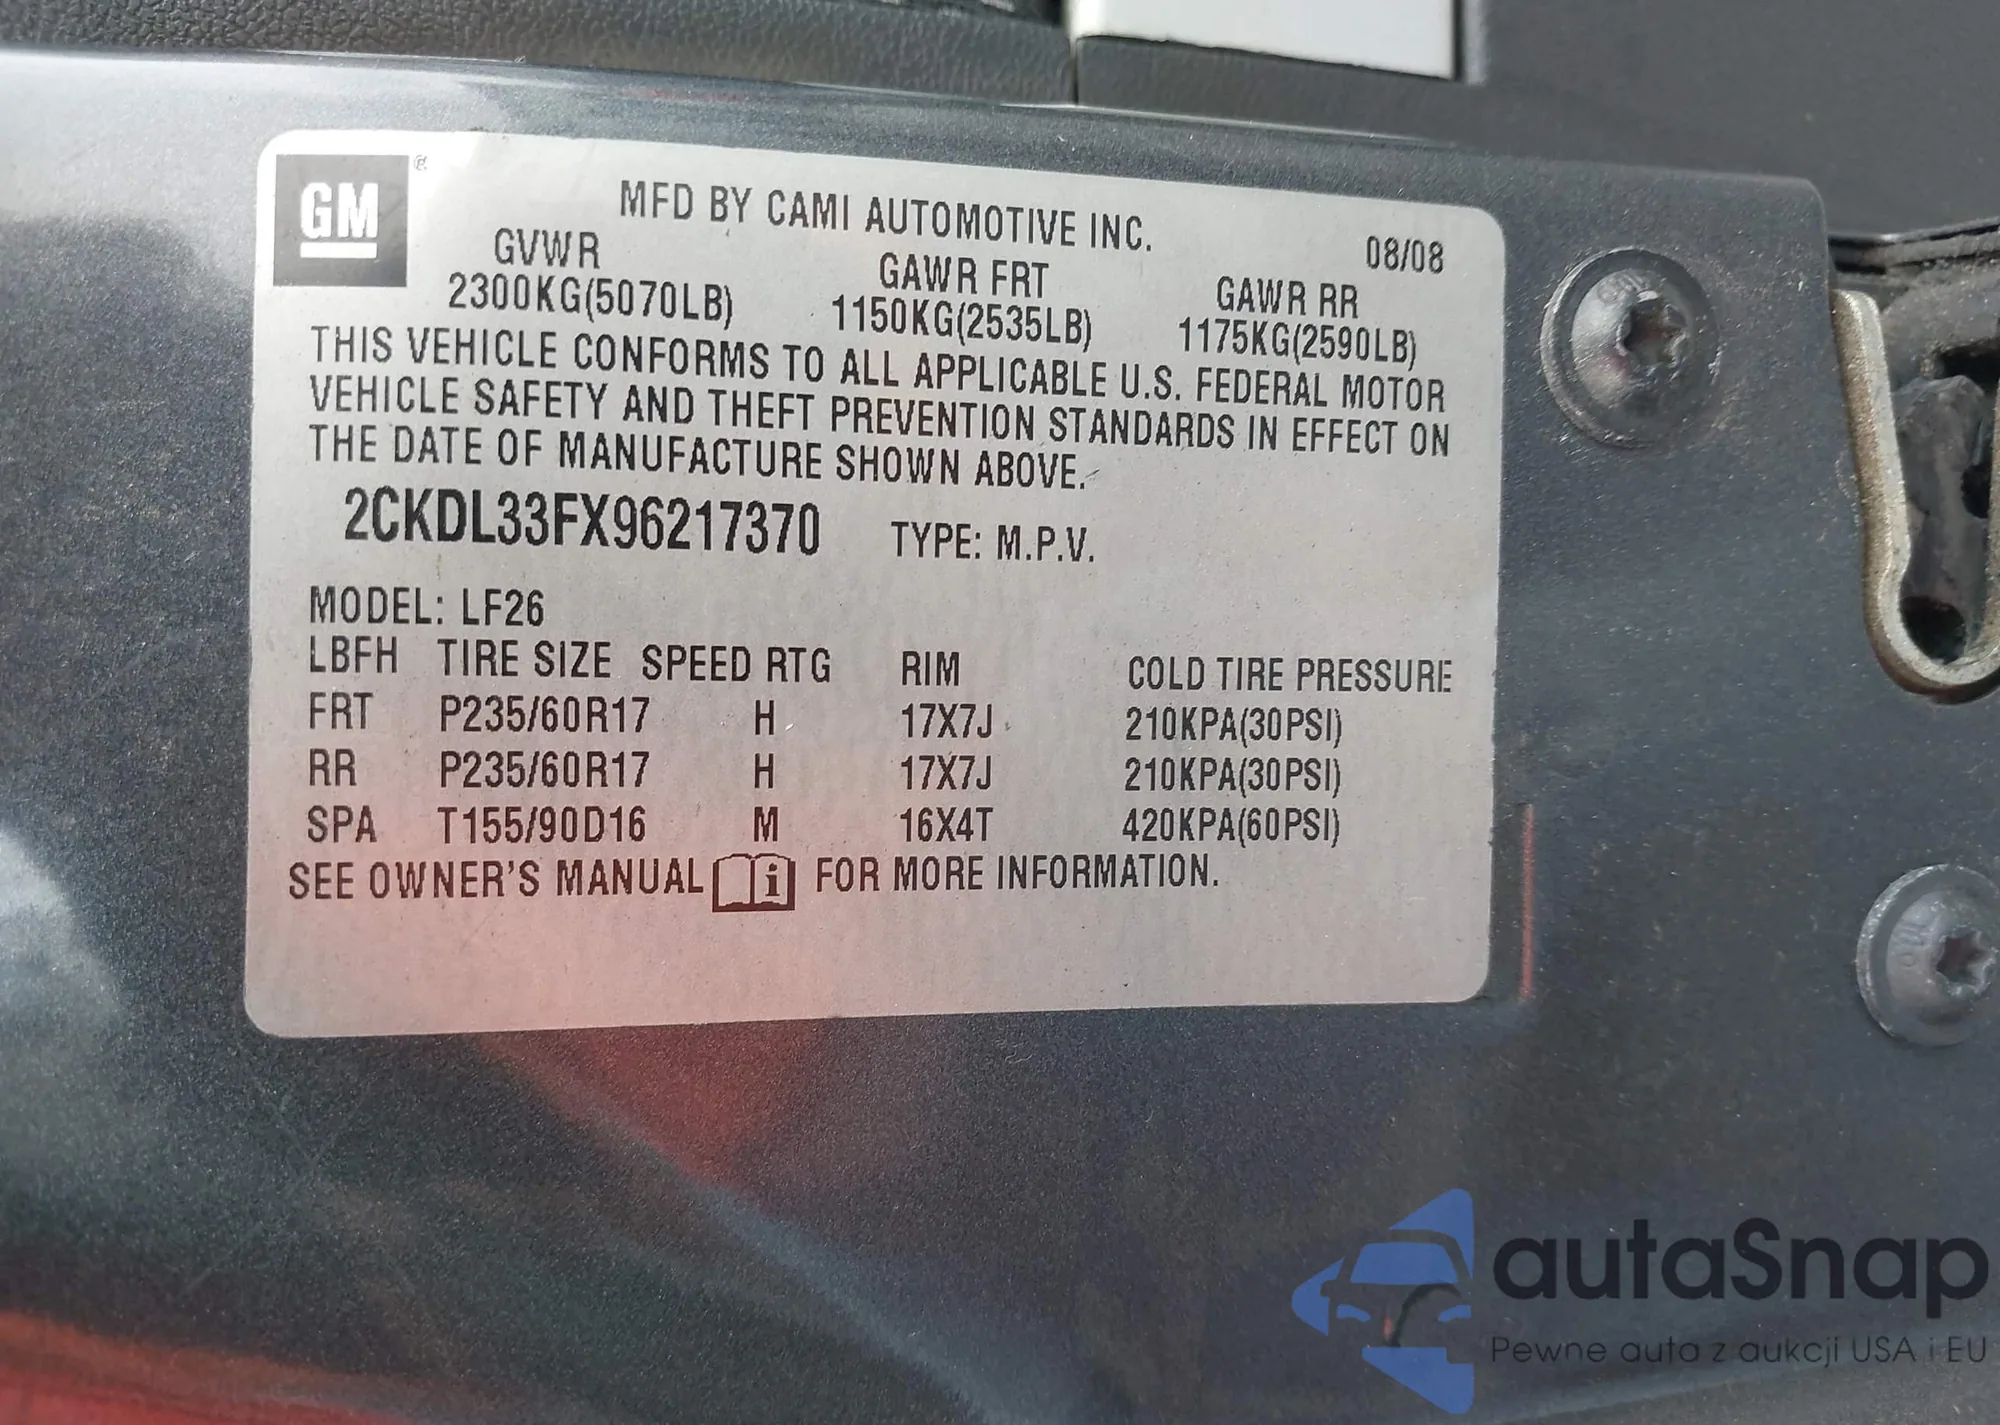 GM ®
MFD BY CAMI AUTOMOTIVE INC.
08/08
GVWR GAWR FRT GAWR RR
2300KG(5070LB) 1150KG(2535LB) 1175KG(2590LB)
THIS VEHICLE CONFORMS TO ALL APPLICABLE U.S. FEDERAL MOTOR
VEHICLE SAFETY AND THEFT PREVENTION STANDARDS IN EFFECT ON
THE DATE OF MANUFACTURE SHOWN ABOVE.
2CKDL33FX96217370 TYPE: M.P.V.
MODEL: LF26
LBFH TIRE SIZE SPEED RTG RIM COLD TIRE PRESSURE
FRT P235/60R17 H 17X7J 210KPA(30PSI)
RR P235/60R17 H 17X7J 210KPA(30PSI)
SPA T155/90D16 M 16X4T 420KPA(60PSI)
SEE OWNER'S MANUAL i FOR MORE INFORMATION.
autaSnap
Pewne auta z aukcji USA i EU